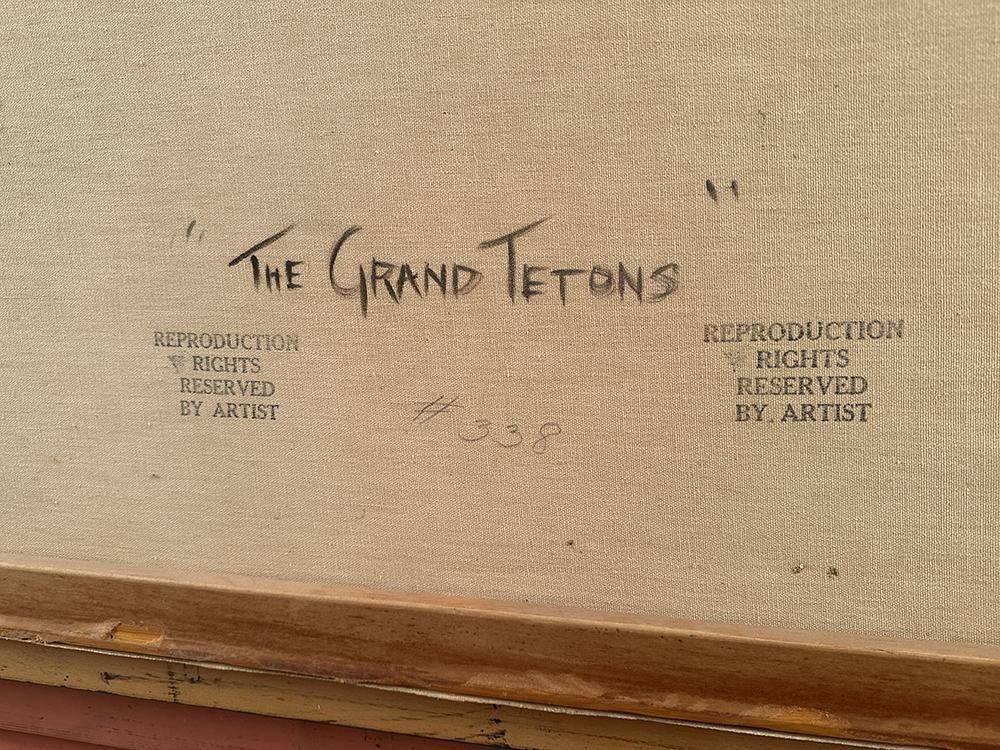 "The Grand Tetons"
REPRODUCTION
RIGHTS
RESERVED
BY ARTIST
# 338
REPRODUCTION
RIGHTS
RESERVED
BY ARTIST